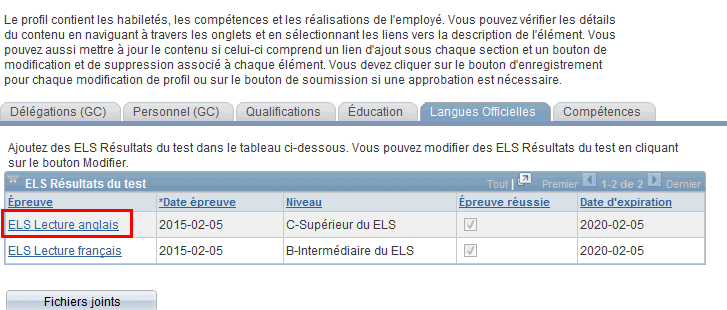 Le profil contient les habiletés, les compétences et les réalisations de l'employé. Vous pouvez vérifier les détails
du contenu en naviguant à travers les onglets et en sélectionnant les liens vers la description de l'élément. Vous
pouvez aussi mettre à jour le contenu si celui-ci comprend un lien d'ajout sous chaque section et un bouton de
modification et de suppression associé à chaque élément. Vous devez cliquer sur le bouton d'enregistrement
pour chaque modification de profil ou sur le bouton de soumission si une approbation est nécessaire.
Délégations (GC) Personnel (GC) Qualifications Éducation Langues Officielles Compétences
Ajoutez des ELS Résultats du test dans le tableau ci-dessous. Vous pouvez modifier des ELS Résultats du test en cliquant
sur le bouton Modifier.
ELS Résultats du test Tout | Premier 1-2 de 2 Dernier
Épreuve *Date épreuve Niveau Épreuve réussie Date d'expiration
ELS Lecture anglais 2015-02-05 C-Supérieur du ELS 2020-02-05
ELS Lecture français 2015-02-05 B-Intermédiaire du ELS 2020-02-05
Fichiers joints